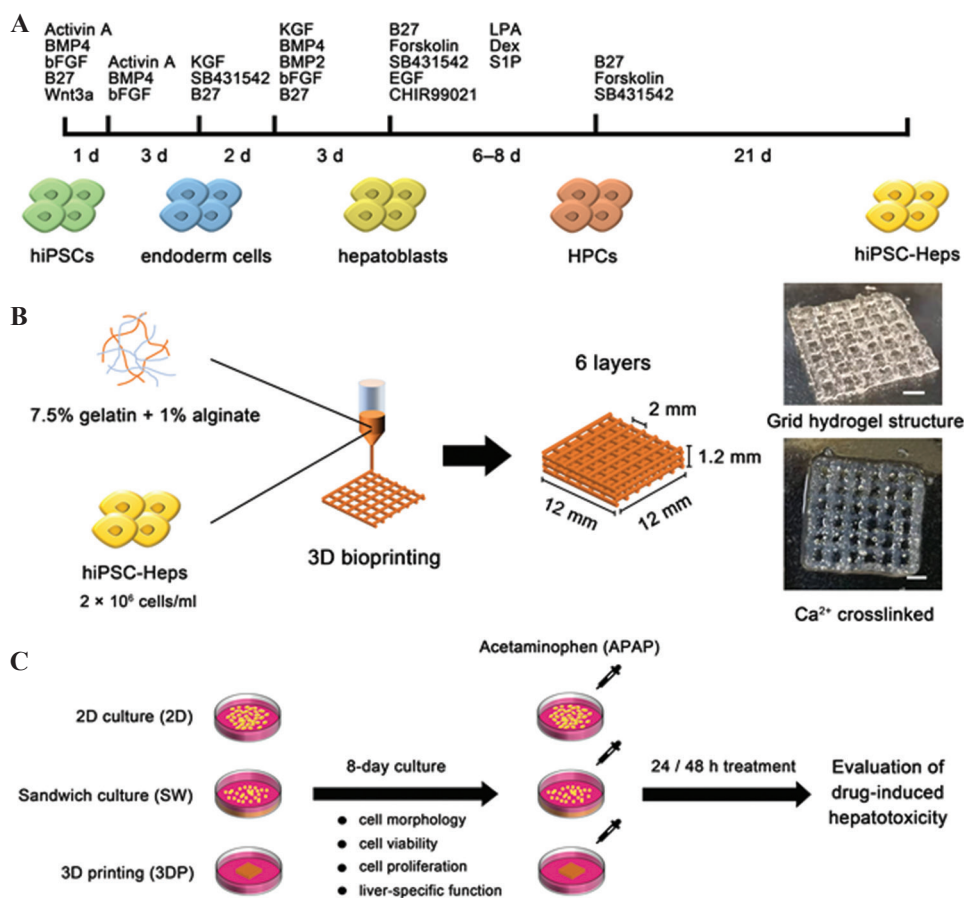 A
Activin A
BMP4
bFGF
B27
Wnt3a
Activin A
BMP4
bFGF
KGF
SB431542
B27
KGF
BMP4
BMP2
bFGF
B27
B27
Forskolin
SB431542
EGF
CHIR99021
LPA
Dex
S1P
B27
Forskolin
SB431542
1 d
3 d
2 d
3 d
6–8 d
21 d
hiPSCs
endoderm cells
hepatoblasts
HPCs
hiPSC-Heps
B
7.5% gelatin + 1% alginate
hiPSC-Heps
2 × 10⁶ cells/ml
3D bioprinting
6 layers
2 mm
1.2 mm
12 mm
12 mm
Grid hydrogel structure
Ca²⁺ crosslinked
C
2D culture (2D)
Sandwich culture (SW)
3D printing (3DP)
8-day culture
● cell morphology
● cell viability
● cell proliferation
● liver-specific function
Acetaminophen (APAP)
24 / 48 h treatment
Evaluation of
drug-induced
hepatotoxicity